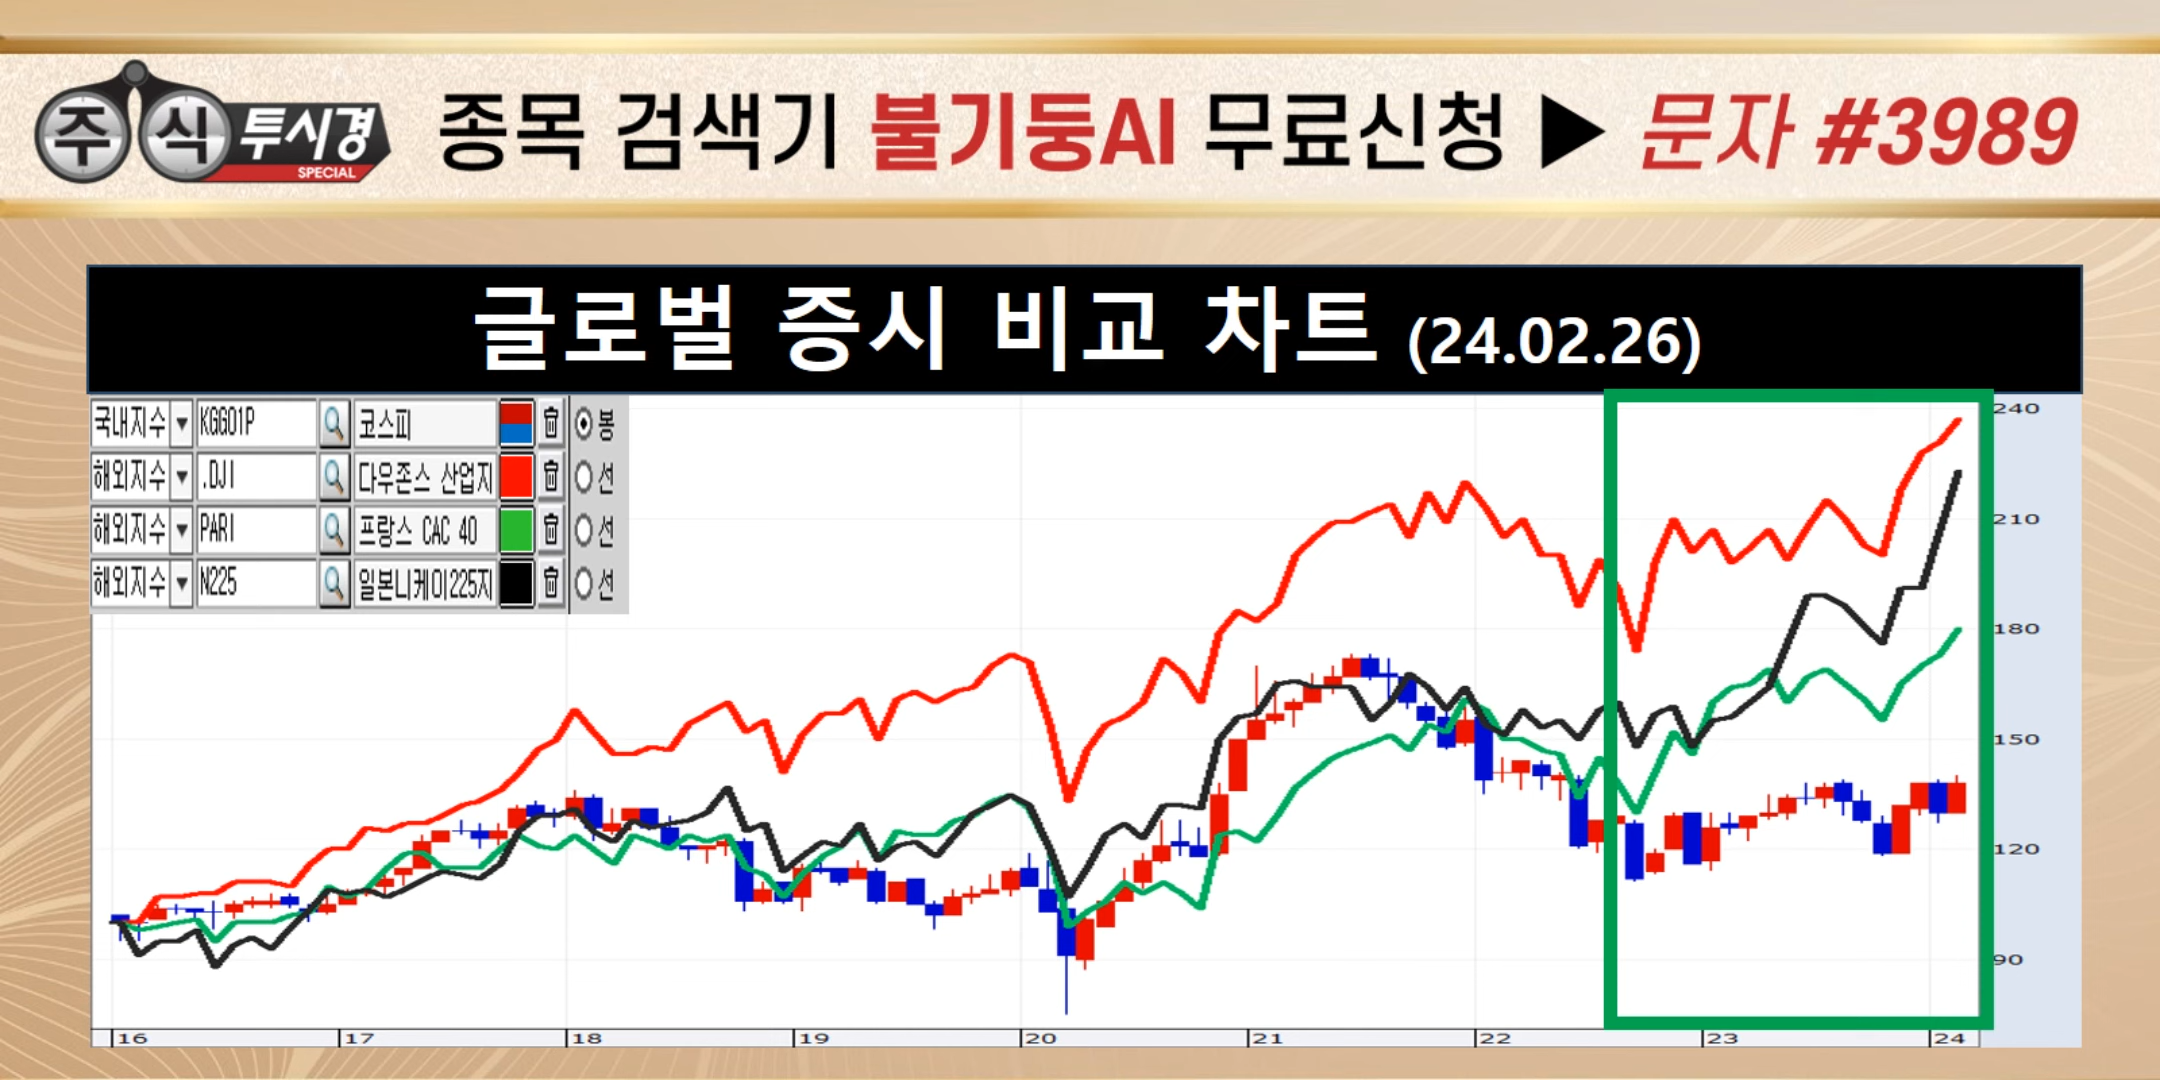 주식투시경
SPECIAL
종목 검색기 불기둥AI 무료신청 ▶ 문자 #3989
글로벌 증시 비교 차트 (24.02.26)
국내지수 KGG01P 코스피 봉
해외지수 .DJI 다우존스 산업지 선
해외지수 PARI 프랑스 CAC 40 선
해외지수 N225 일본니케이225지 선
240
210
180
150
120
90
16 17 18 19 20 21 22 23 24